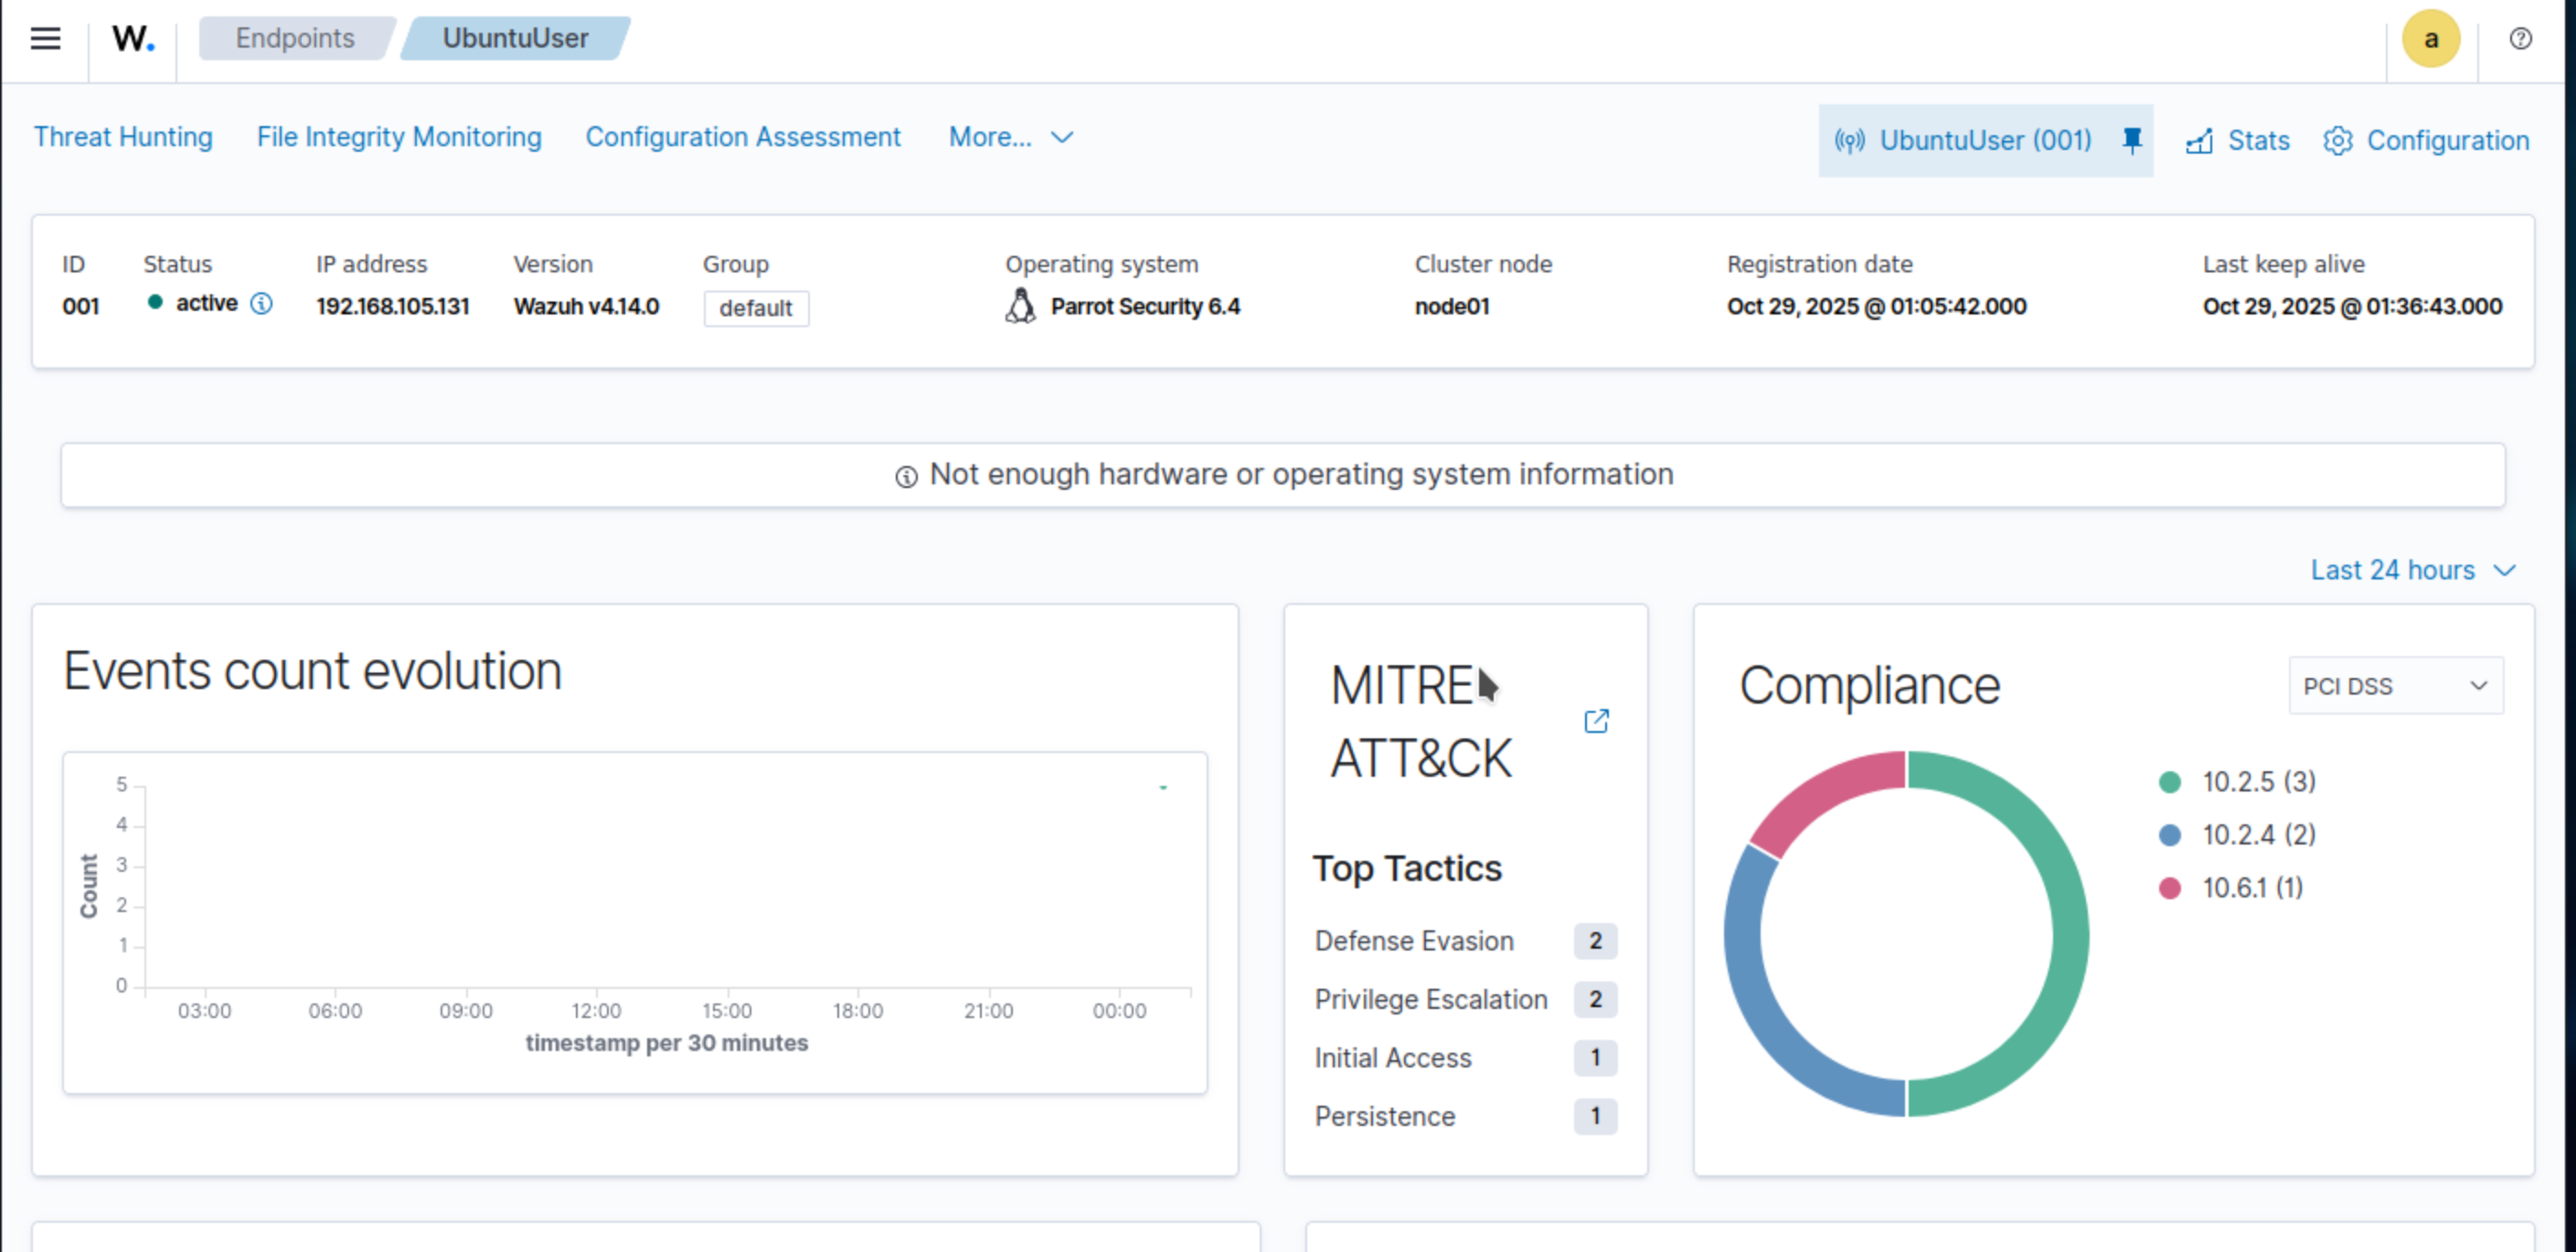 W. Endpoints UbuntuUser a
Threat Hunting File Integrity Monitoring Configuration Assessment More... UbuntuUser (001) Stats Configuration
ID Status IP address Version Group Operating system Cluster node Registration date Last keep alive
001 active 192.168.105.131 Wazuh v4.14.0 default Parrot Security 6.4 node01 Oct 29, 2025 @ 01:05:42.000 Oct 29, 2025 @ 01:36:43.000
Not enough hardware or operating system information
Last 24 hours
Events count evolution
5
4
3
2
1
0
Count
03:00 06:00 09:00 12:00 15:00 18:00 21:00 00:00
timestamp per 30 minutes
MITRE
ATT&CK
Top Tactics
Defense Evasion 2
Privilege Escalation 2
Initial Access 1
Persistence 1
Compliance PCI DSS
10.2.5 (3)
10.2.4 (2)
10.6.1 (1)